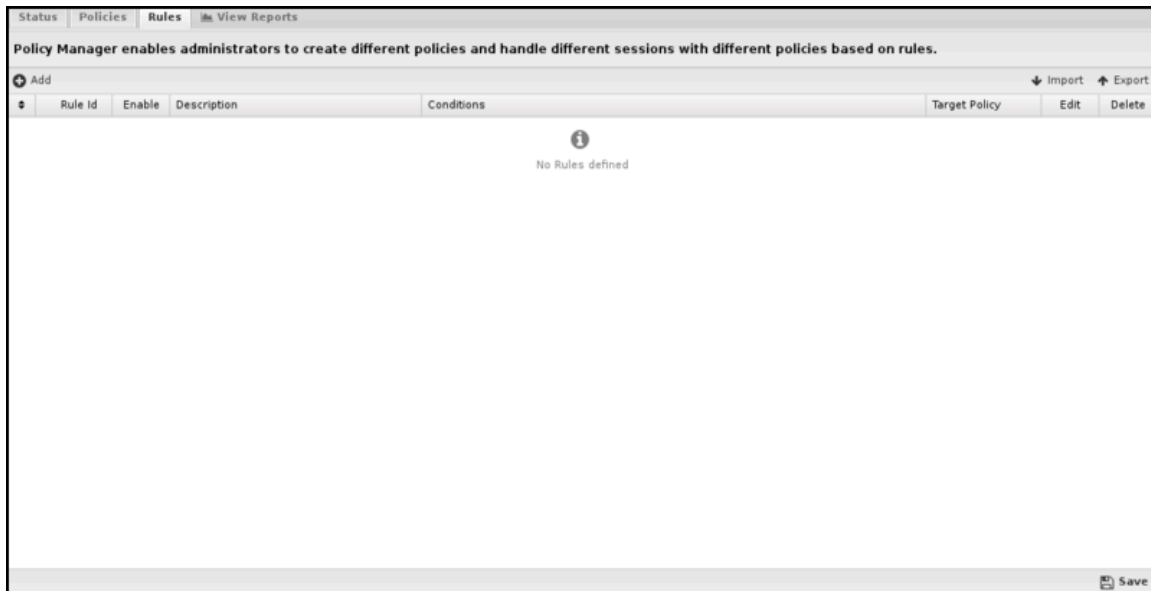 Status Policies Rules View Reports
Policy Manager enables administrators to create different policies and handle different sessions with different policies based on rules.
Add Import Export
Rule Id Enable Description Conditions Target Policy Edit Delete
No Rules defined
Save